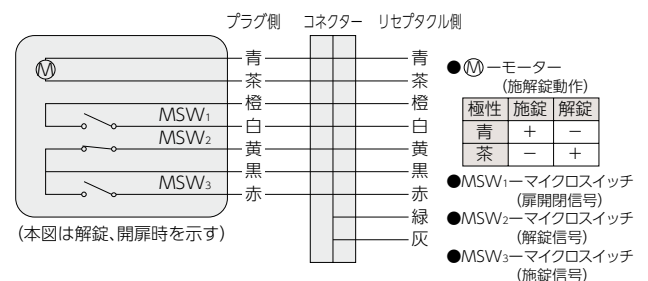 プラグ側 コネクター リセプタクル側
M
青 青
茶 茶
橙 橙
MSW1
白 白
MSW2
黄 黄
黒 黒
MSW3
赤 赤
緑
灰
(本図は解錠、開扉時を示す)
●Mーモーター
(施解錠動作)
極性 施錠 解錠
青 + −
茶 − +
●MSW1ーマイクロスイッチ
(扉開閉信号)
●MSW2ーマイクロスイッチ
(解錠信号)
●MSW3ーマイクロスイッチ
(施錠信号)